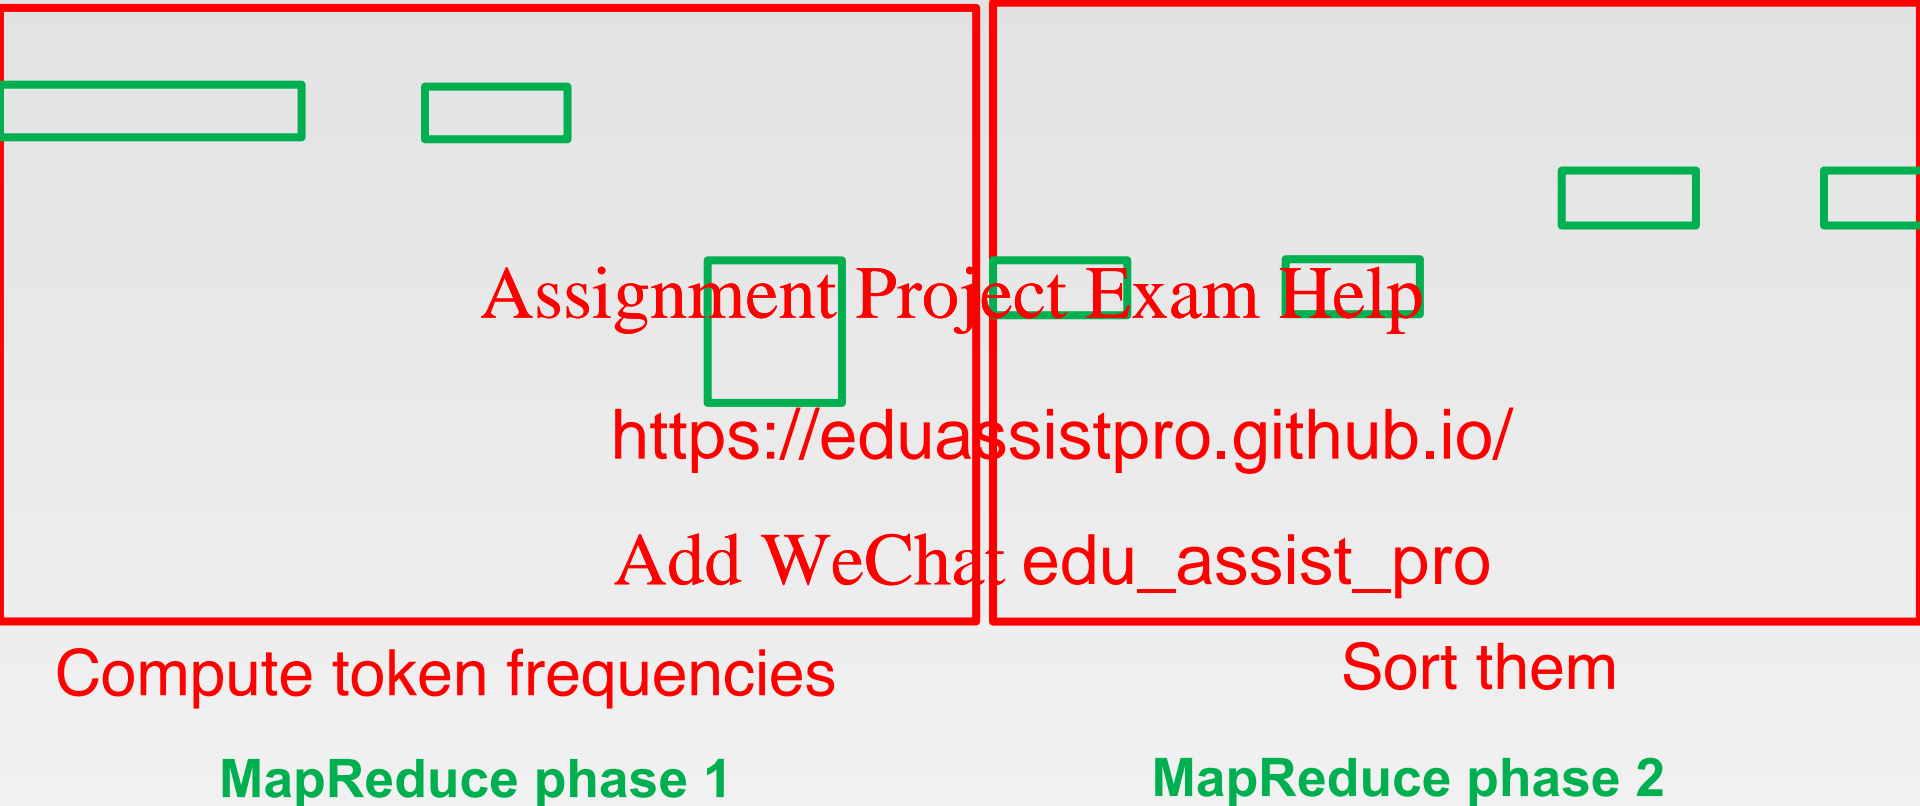 Assignment Project Exam Help
https://eduassistpro.github.io/
Add WeChat edu_assist_pro
Compute token frequencies
Sort them
MapReduce phase 1
MapReduce phase 2